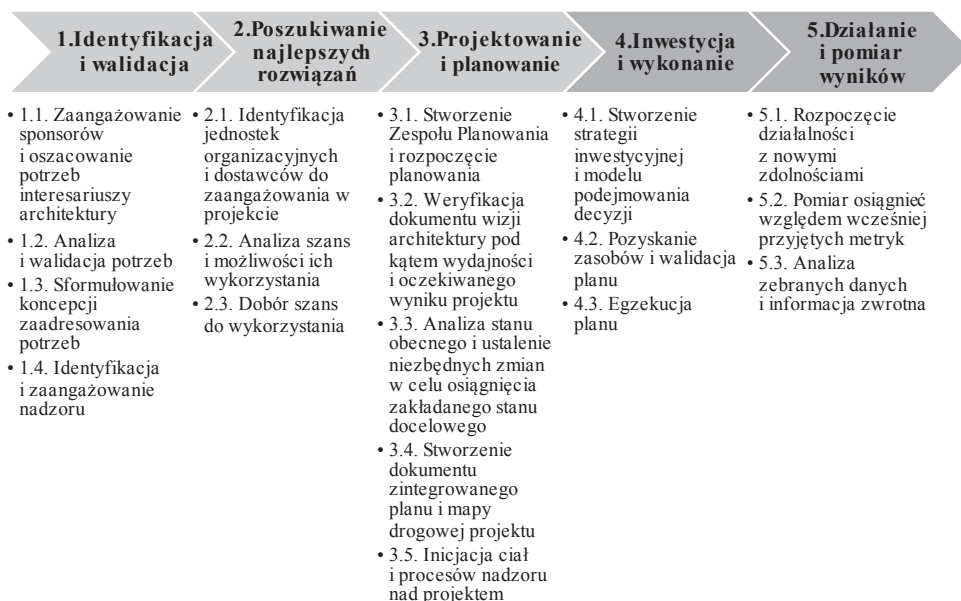 1.Identyfikacja
i walidacja
2.Poszukiwanie
najlepszych
rozwiązań
3.Projektowanie
i planowanie
4.Inwestycja
i wykonanie
5.Działanie
i pomiar
wyników
• 1.1. Zaangażowanie
sponsorów
i oszacowanie
potrzeb
interesariuszy
architektury
• 1.2. Analiza
i walidacja potrzeb
• 1.3. Sformułowanie
koncepcji
zaadresowania
potrzeb
• 1.4. Identyfikacja
i zaangażowanie
nadzoru
• 2.1. Identyfikacja
jednostek
organizacyjnych
i dostawców do
zaangażowania w
projekcie
• 2.2. Analiza szans
i możliwości ich
wykorzystania
• 2.3. Dobór szans
do wykorzystania
• 3.1. Stworzenie
Zespołu Planowania
i rozpoczęcie
planowania
• 3.2. Weryfikacja
dokumentu wizji
architektury pod
kątem wydajności
i oczekiwanego
wyniku projektu
• 3.3. Analiza stanu
obecnego i ustalenie
niezbędnych zmian
w celu osiągnięcia
zakładanego stanu
docelowego
• 3.4. Stworzenie
dokumentu
zintegrowanego
planu i mapy
drogowej projektu
• 3.5. Inicjacja ciał
i procesów nadzoru
nad projektem
• 4.1. Stworzenie
strategii
inwestycyjnej
i modelu
podejmowania
decyzji
• 4.2. Pozyskanie
zasobów i walidacja
planu
• 4.3. Egzekucja
planu
• 5.1. Rozpoczęcie
działalności
z nowymi
zdolnościami
• 5.2. Pomiar osiągnieć
względem wcześniej
przyjętych metryk
• 5.3. Analiza
zebranych danych
i informacja zwrotna